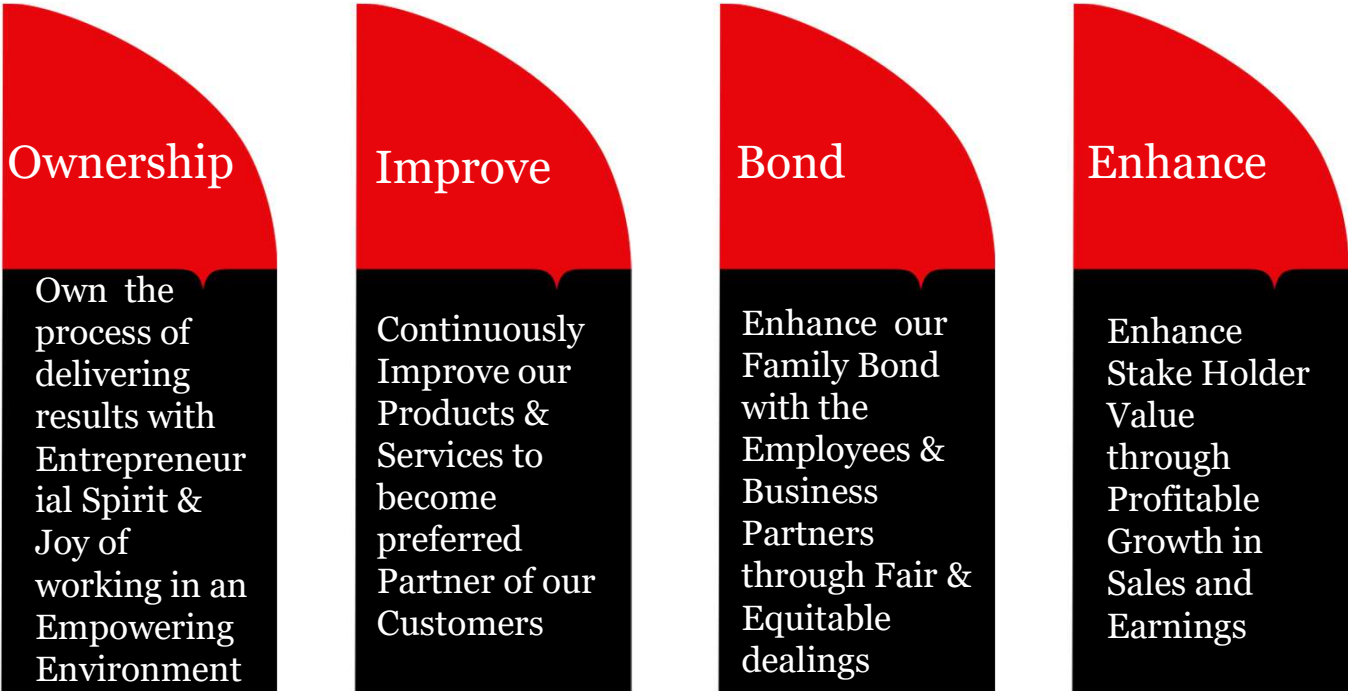 Ownership
Own the
process of
delivering
results with
Entrepreneur
ial Spirit &
Joy of
working in an
Empowering
Environment
Improve
Continuously
Improve our
Products &
Services to
become
preferred
Partner of our
Customers
Bond
Enhance our
Family Bond
with the
Employees &
Business
Partners
through Fair &
Equitable
dealings
Enhance
Enhance
Stake Holder
Value
through
Profitable
Growth in
Sales and
Earnings